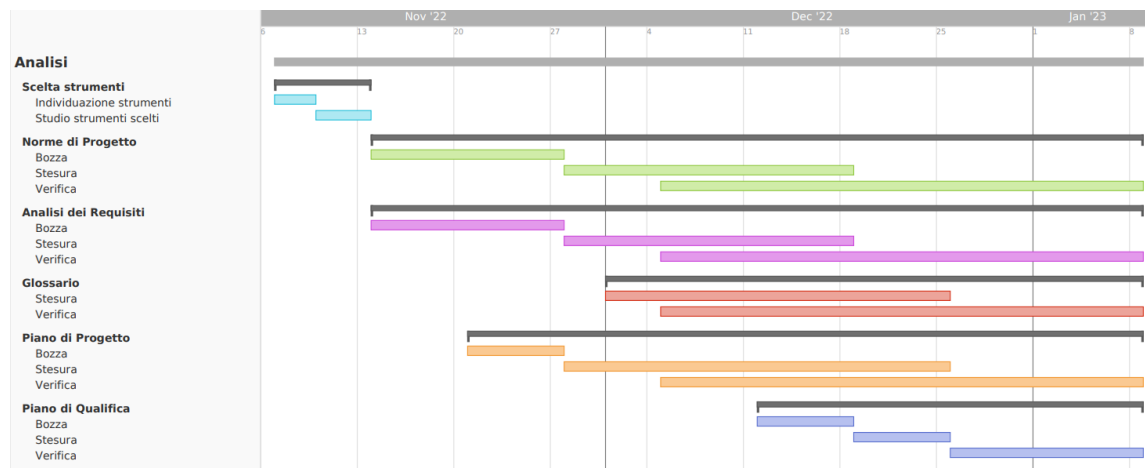 Nov '22 Dec '22 Jan '23
6 13 20 27 4 11 18 25 1 8
Analisi
Scelta strumenti
Individuazione strumenti
Studio strumenti scelti
Norme di Progetto
Bozza
Stesura
Verifica
Analisi dei Requisiti
Bozza
Stesura
Verifica
Glossario
Stesura
Verifica
Piano di Progetto
Bozza
Stesura
Verifica
Piano di Qualifica
Bozza
Stesura
Verifica